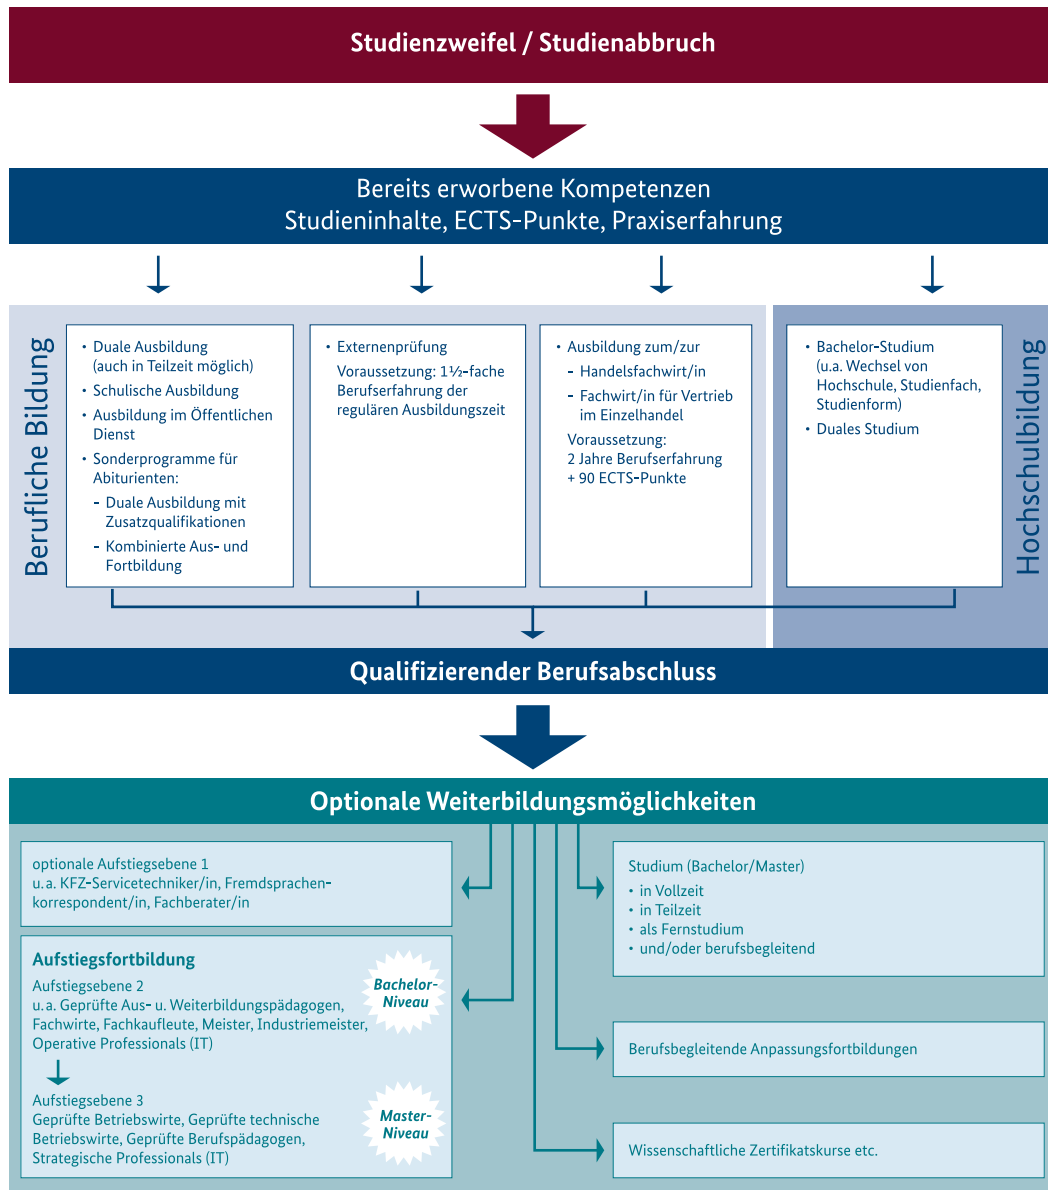 Studienzweifel / Studienabbruch
Bereits erworbene Kompetenzen
Studieninhalte, ECTS-Punkte, Praxiserfahrung
Berufliche Bildung
• Duale Ausbildung
(auch in Teilzeit möglich)
• Schulische Ausbildung
• Ausbildung im Öffentlichen
Dienst
• Sonderprogramme für
Abiturienten:
– Duale Ausbildung mit
Zusatzqualifikationen
– Kombinierte Aus- und
Fortbildung
• Externenprüfung
Voraussetzung: 1½-fache
Berufserfahrung der
regulären Ausbildungszeit
• Ausbildung zum/zur
– Handelsfachwirt/in
– Fachwirt/in für Vertrieb
im Einzelhandel
Voraussetzung:
2 Jahre Berufserfahrung
+ 90 ECTS-Punkte
• Bachelor-Studium
(u.a. Wechsel von
Hochschule, Studienfach,
Studienform)
• Duales Studium
Hochschulbildung
Qualifizierender Berufsabschluss
Optionale Weiterbildungsmöglichkeiten
optionale Aufstiegsebene 1
u.a. KFZ-Servicetechniker/in, Fremdsprachen-
korrespondent/in, Fachberater/in
Aufstiegsfortbildung
Aufstiegsebene 2
u.a. Geprüfte Aus- u. Weiterbildungspädagogen,
Fachwirte, Fachkaufleute, Meister, Industriemeister,
Operative Professionals (IT)
Bachelor-
Niveau
Aufstiegsebene 3
Geprüfte Betriebswirte, Geprüfte technische
Betriebswirte, Geprüfte Berufspädagogen,
Strategische Professionals (IT)
Master-
Niveau
Studium (Bachelor/Master)
• in Vollzeit
• in Teilzeit
• als Fernstudium
• und/oder berufsbegleitend
Berufsbegleitende Anpassungsfortbildungen
Wissenschaftliche Zertifikatskurse etc.